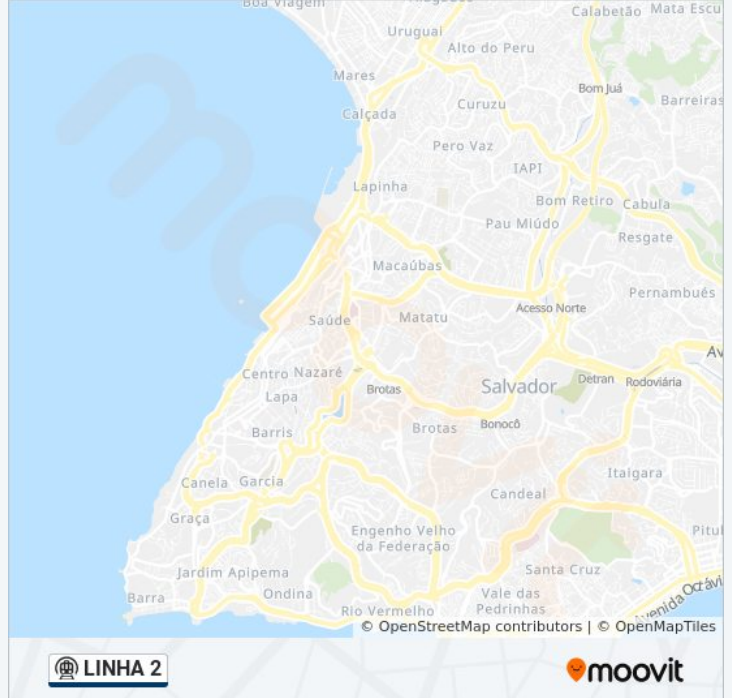 Boa Viagem
Calabetão
Mata Escu
Uruguai
Alto do Peru
Mares
Bom Juá
Curuzu
Barreiras
Calçada
Pero Vaz
IAPI
Lapinha
Bom Retiro
Cabula
Pau Miúdo
Resgate
Macaúbas
Pernambués
Acesso Norte
Saúde
Matatu
Av
Centro
Nazaré
Brotas
Salvador
Detran
Rodoviária
Lapa
Bonocô
Barris
Brotas
Itaigara
Canela
Garcia
Candeal
Graça
Engenho Velho
da Federação
Pitu
Jardim Apipema
Santa Cruz
Barra
Ondina
Vale das
Pedrinhas
Rio Vermelho
Avenida Octávi
© OpenStreetMap contributors | © OpenMapTiles
LINHA 2
moovit